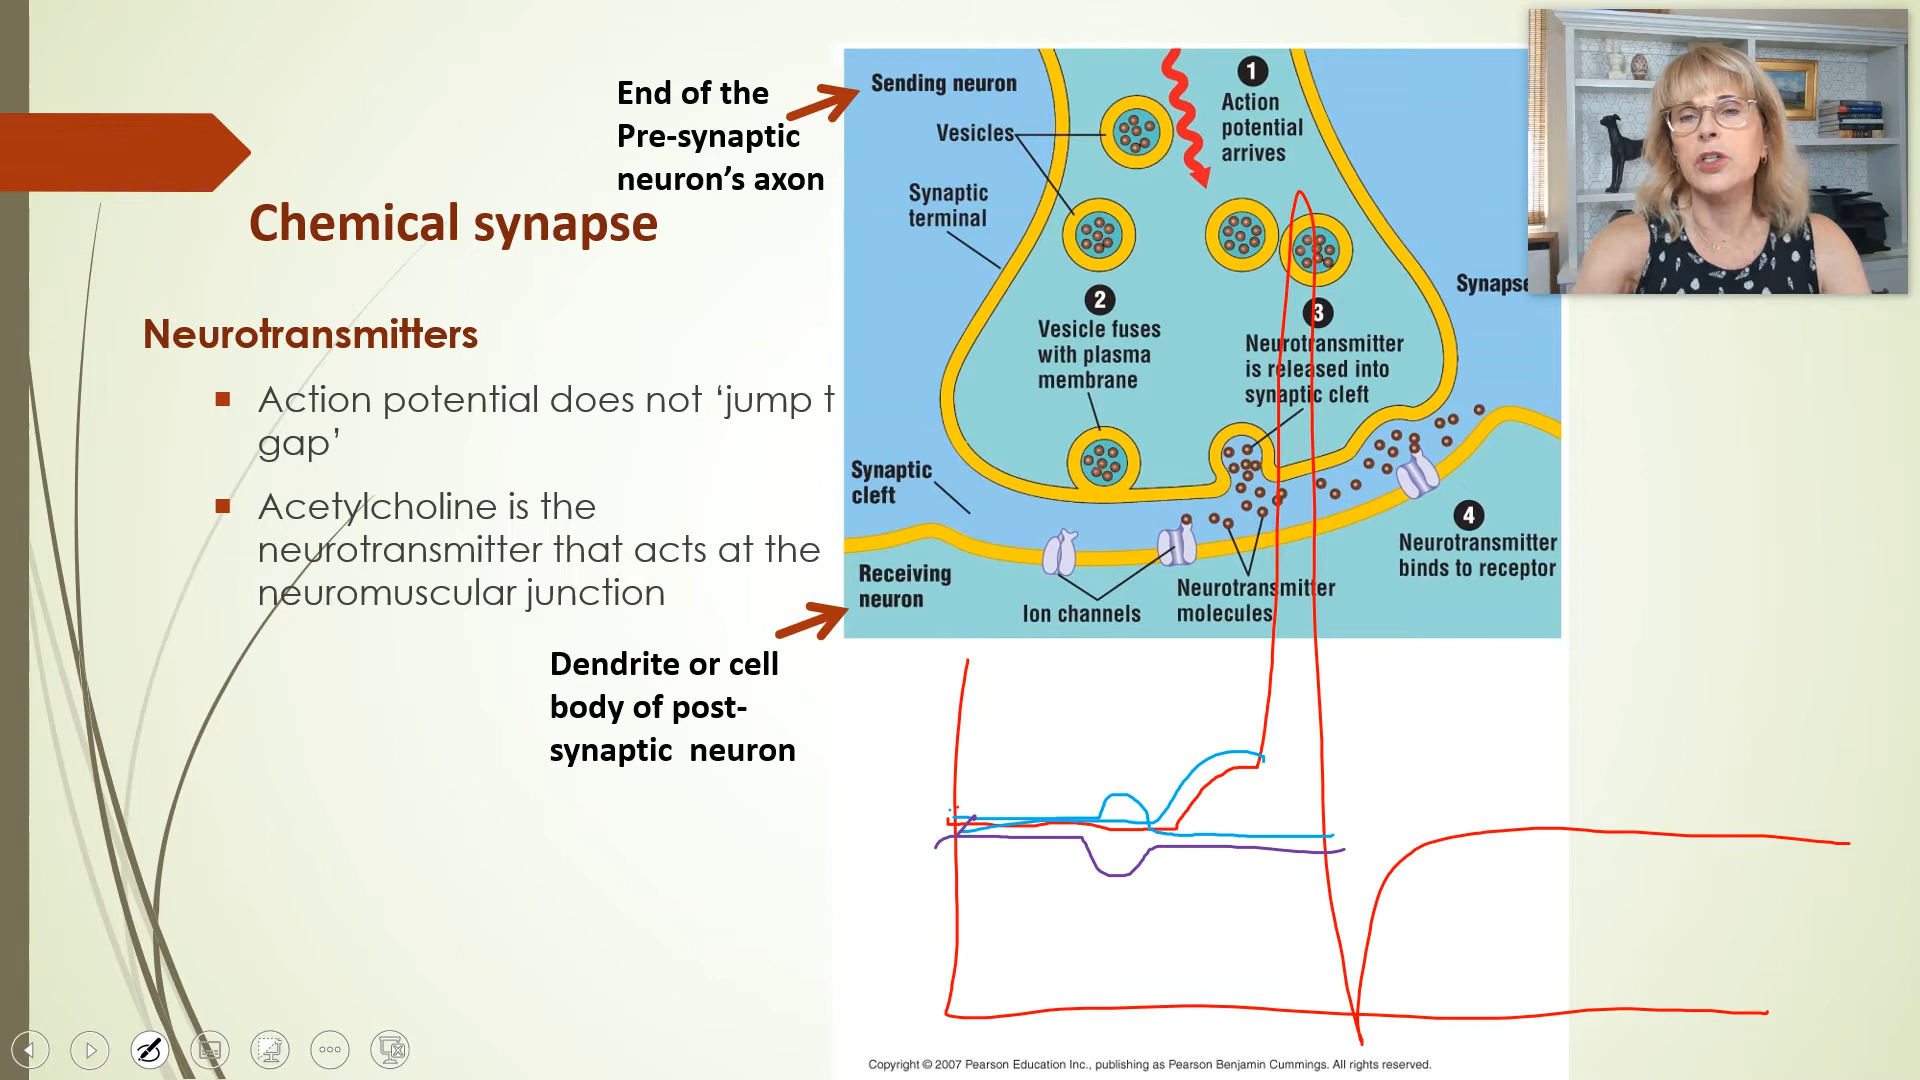 End of the
Pre-synaptic
neuron's axon
Chemical synapse
Neurotransmitters
Action potential does not 'jump t
gap'
Acetylcholine is the
neurotransmitter that acts at the
neuromuscular junction
Dendrite or cell
body of post-
synaptic neuron
Sending neuron
1
Action
potential
arrives
Vesicles
Synaptic
terminal
Synapse
2
Vesicle fuses
with plasma
membrane
3
Neurotransmitter
is released into
synaptic cleft
Synaptic
cleft
4
Neurotransmitter
binds to receptor
Receiving
neuron
Ion channels
Neurotransmitter
molecules
Copyright © 2007 Pearson Education Inc., publishing as Pearson Benjamin Cummings. All rights reserved.